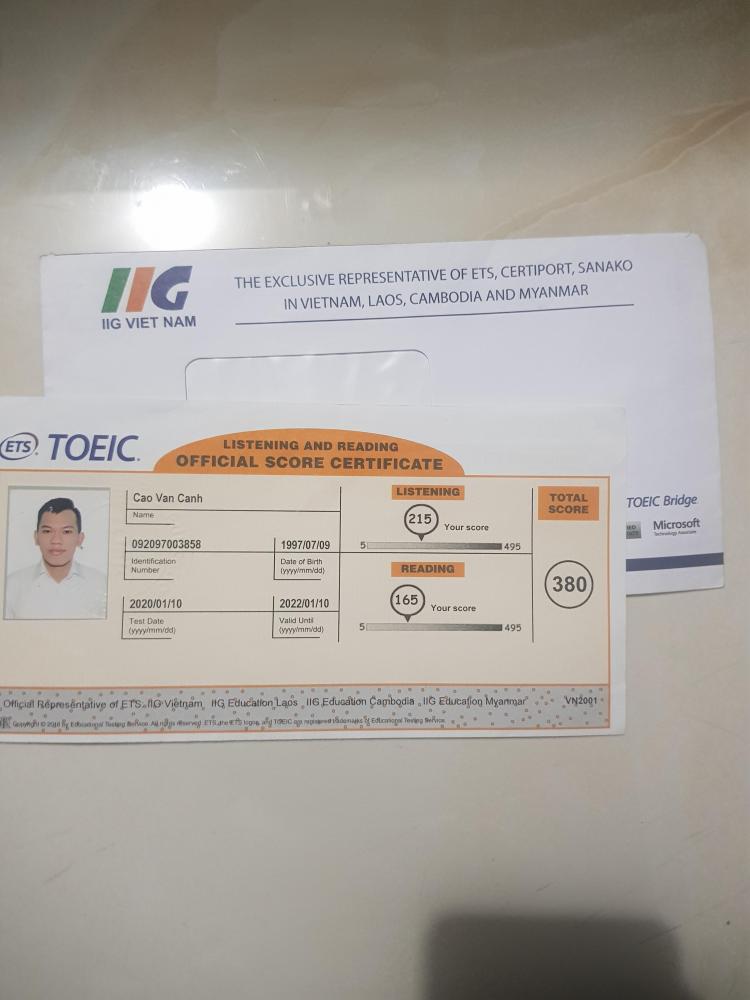 IIG
IIG VIET NAM
THE EXCLUSIVE REPRESENTATIVE OF ETS, CERTIPORT, SANAKO
IN VIETNAM, LAOS, CAMBODIA AND MYANMAR
TOEIC Bridge
Microsoft
Technology Associate
ETS TOEIC.
LISTENING AND READING
OFFICIAL SCORE CERTIFICATE
Cao Van Canh
Name
092097003858
Identification
Number
1997/07/09
Date of Birth
(yyyy/mm/dd)
2020/01/10
Test Date
(yyyy/mm/dd)
2022/01/10
Valid Until
(yyyy/mm/dd)
LISTENING
215
Your score
5 495
READING
165
Your score
5 495
TOTAL
SCORE
380
Official Representative of ETS, IIG Vietnam, IIG Education Laos, IIG Education Cambodia, IIG Education Myanmar VN2001
Educational Testing Service. All rights reserved. ETS, the ETS logos, and TOEIC are registered trademarks of Educational Testing Service.